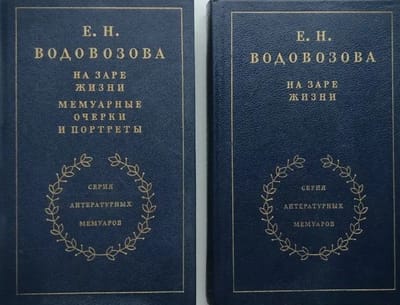 Е. Н.
ВОДОВОЗОВА
НА ЗАРЕ
ЖИЗНИ
МЕМУАРНЫЕ
ОЧЕРКИ
И ПОРТРЕТЫ
СЕРИЯ
ЛИТЕРАТУРНЫХ
МЕМУАРОВ
Е. Н.
ВОДОВОЗОВА
НА ЗАРЕ
ЖИЗНИ
СЕРИЯ
ЛИТЕРАТУРНЫХ
МЕМУАРОВ